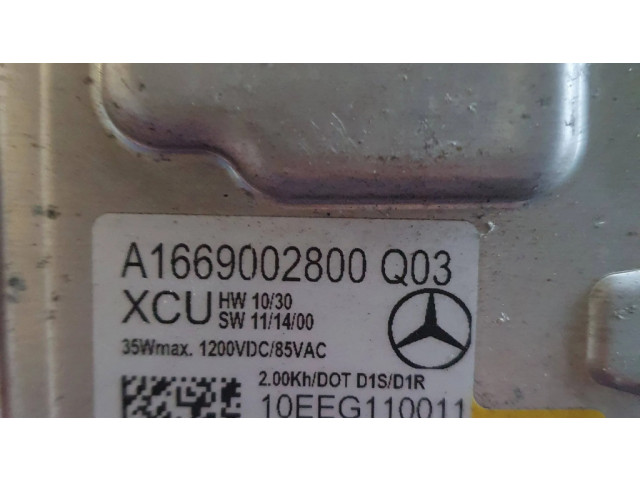 A1669002800 Q03
XCU HW 10/30
SW 11/14/00
35Wmax. 1200VDC/85VAC
2.00Kh/DOT D1S/D1R
10EEG110011